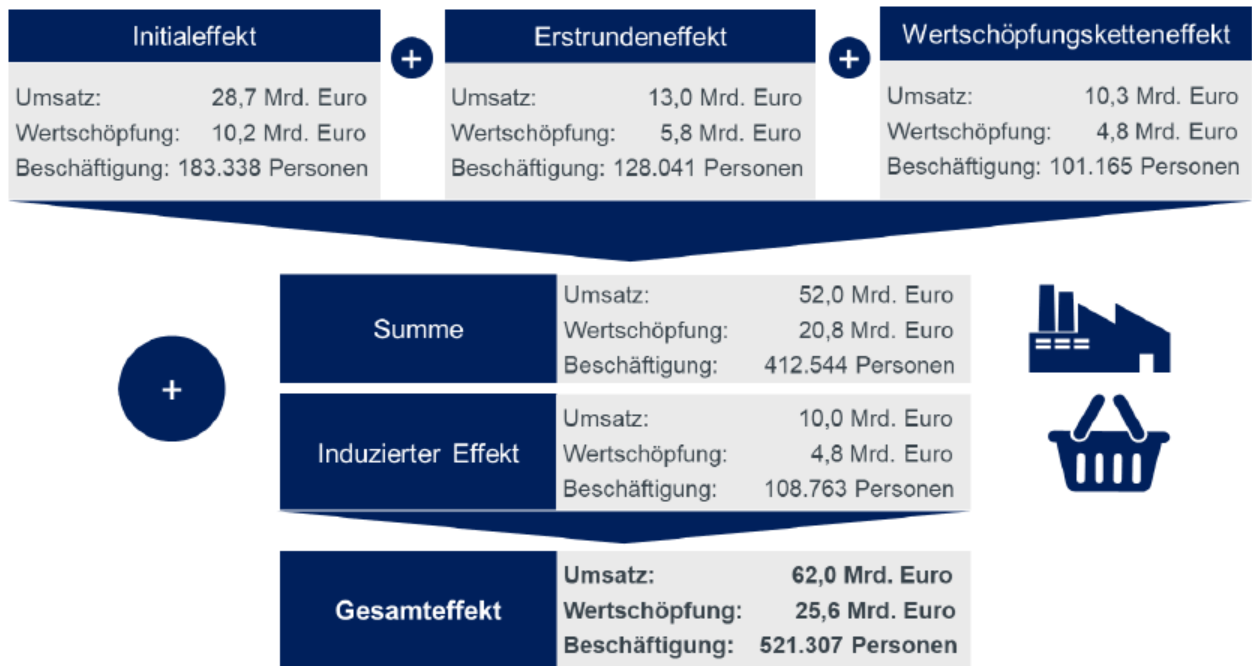 Initialeffekt
Umsatz: 28,7 Mrd. Euro
Wertschöpfung: 10,2 Mrd. Euro
Beschäftigung: 183.338 Personen
+
Erstrundeneffekt
Umsatz: 13,0 Mrd. Euro
Wertschöpfung: 5,8 Mrd. Euro
Beschäftigung: 128.041 Personen
+
Wertschöpfungsketteneffekt
Umsatz: 10,3 Mrd. Euro
Wertschöpfung: 4,8 Mrd. Euro
Beschäftigung: 101.165 Personen
+
Summe
Umsatz: 52,0 Mrd. Euro
Wertschöpfung: 20,8 Mrd. Euro
Beschäftigung: 412.544 Personen
Induzierter Effekt
Umsatz: 10,0 Mrd. Euro
Wertschöpfung: 4,8 Mrd. Euro
Beschäftigung: 108.763 Personen
Gesamteffekt
Umsatz: 62,0 Mrd. Euro
Wertschöpfung: 25,6 Mrd. Euro
Beschäftigung: 521.307 Personen